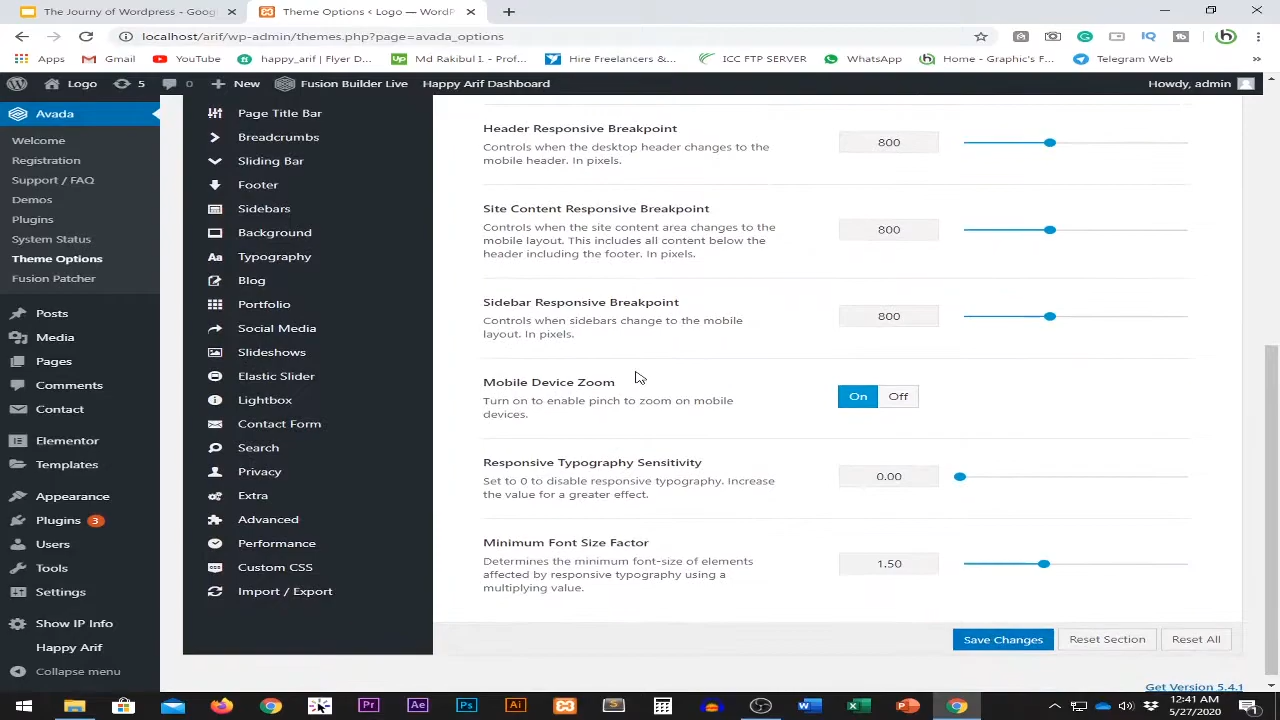 The Journy of Wordpress - Goog
Theme Options < Logo — WordP
localhost/arif/wp-admin/themes.php?page=avada_options
Apps
Gmail
YouTube
happy_arif | Flyer D...
Up
Md Rakibul I. - Prof...
Hire Freelancers &...
ICC FTP SERVER
WhatsApp
Home - Graphic's F...
Telegram Web
»
Logo
5
0
New
Fusion Builder Live
Happy Arif Dashboard
Howdy, admin
Avada
Welcome
Registration
Support / FAQ
Demos
Plugins
System Status
Theme Options
Fusion Patcher
Posts
Media
Pages
Comments
Contact
Elementor
Templates
Appearance
Plugins 3
Users
Tools
Settings
Show IP Info
Happy Arif
Collapse menu
Page Title Bar
Breadcrumbs
Sliding Bar
Footer
Sidebars
Background
Aa Typography
Blog
Portfolio
Social Media
Slideshows
Elastic Slider
Lightbox
Contact Form
Search
Privacy
Extra
Advanced
Performance
Custom CSS
Import / Export
Header Responsive Breakpoint
Controls when the desktop header changes to the
mobile header. In pixels.
800
Site Content Responsive Breakpoint
Controls when the site content area changes to the
mobile layout. This includes all content below the
header including the footer. In pixels.
800
Sidebar Responsive Breakpoint
Controls when sidebars change to the mobile
layout. In pixels.
800
Mobile Device Zoom
Turn on to enable pinch to zoom on mobile
devices.
On Off
Responsive Typography Sensitivity
Set to 0 to disable responsive typography. Increase
the value for a greater effect.
0.00
Minimum Font Size Factor
Determines the minimum font-size of elements
affected by responsive typography using a
multiplying value.
1.50
Save Changes
Reset Section
Reset All
Get Version 5.4.1
Pr
Ae
Ps
Ai
12:41 AM
5/27/2020